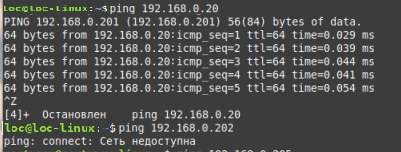 loc@loc-linux:~$ping 192.168.0.20
PING 192.168.0.201 (192.168.0.201) 56(84) bytes of data.
64 bytes from 192.168.0.20:icmp_seq=1 ttl=64 time=0.029 ms
64 bytes from 192.168.0.20:icmp_seq=2 ttl=64 time=0.039 ms
64 bytes from 192.168.0.20:icmp_seq=3 ttl=64 time=0.044 ms
64 bytes from 192.168.0.20:icmp_seq=4 ttl=64 time=0.041 ms
64 bytes from 192.168.0.20:icmp_seq=5 ttl=64 time=0.054 ms
^Z
[4]+ Остановлен ping 192.168.0.20
loc@loc-linux:~$ping 192.168.0.202
ping: connect: Сеть недоступна